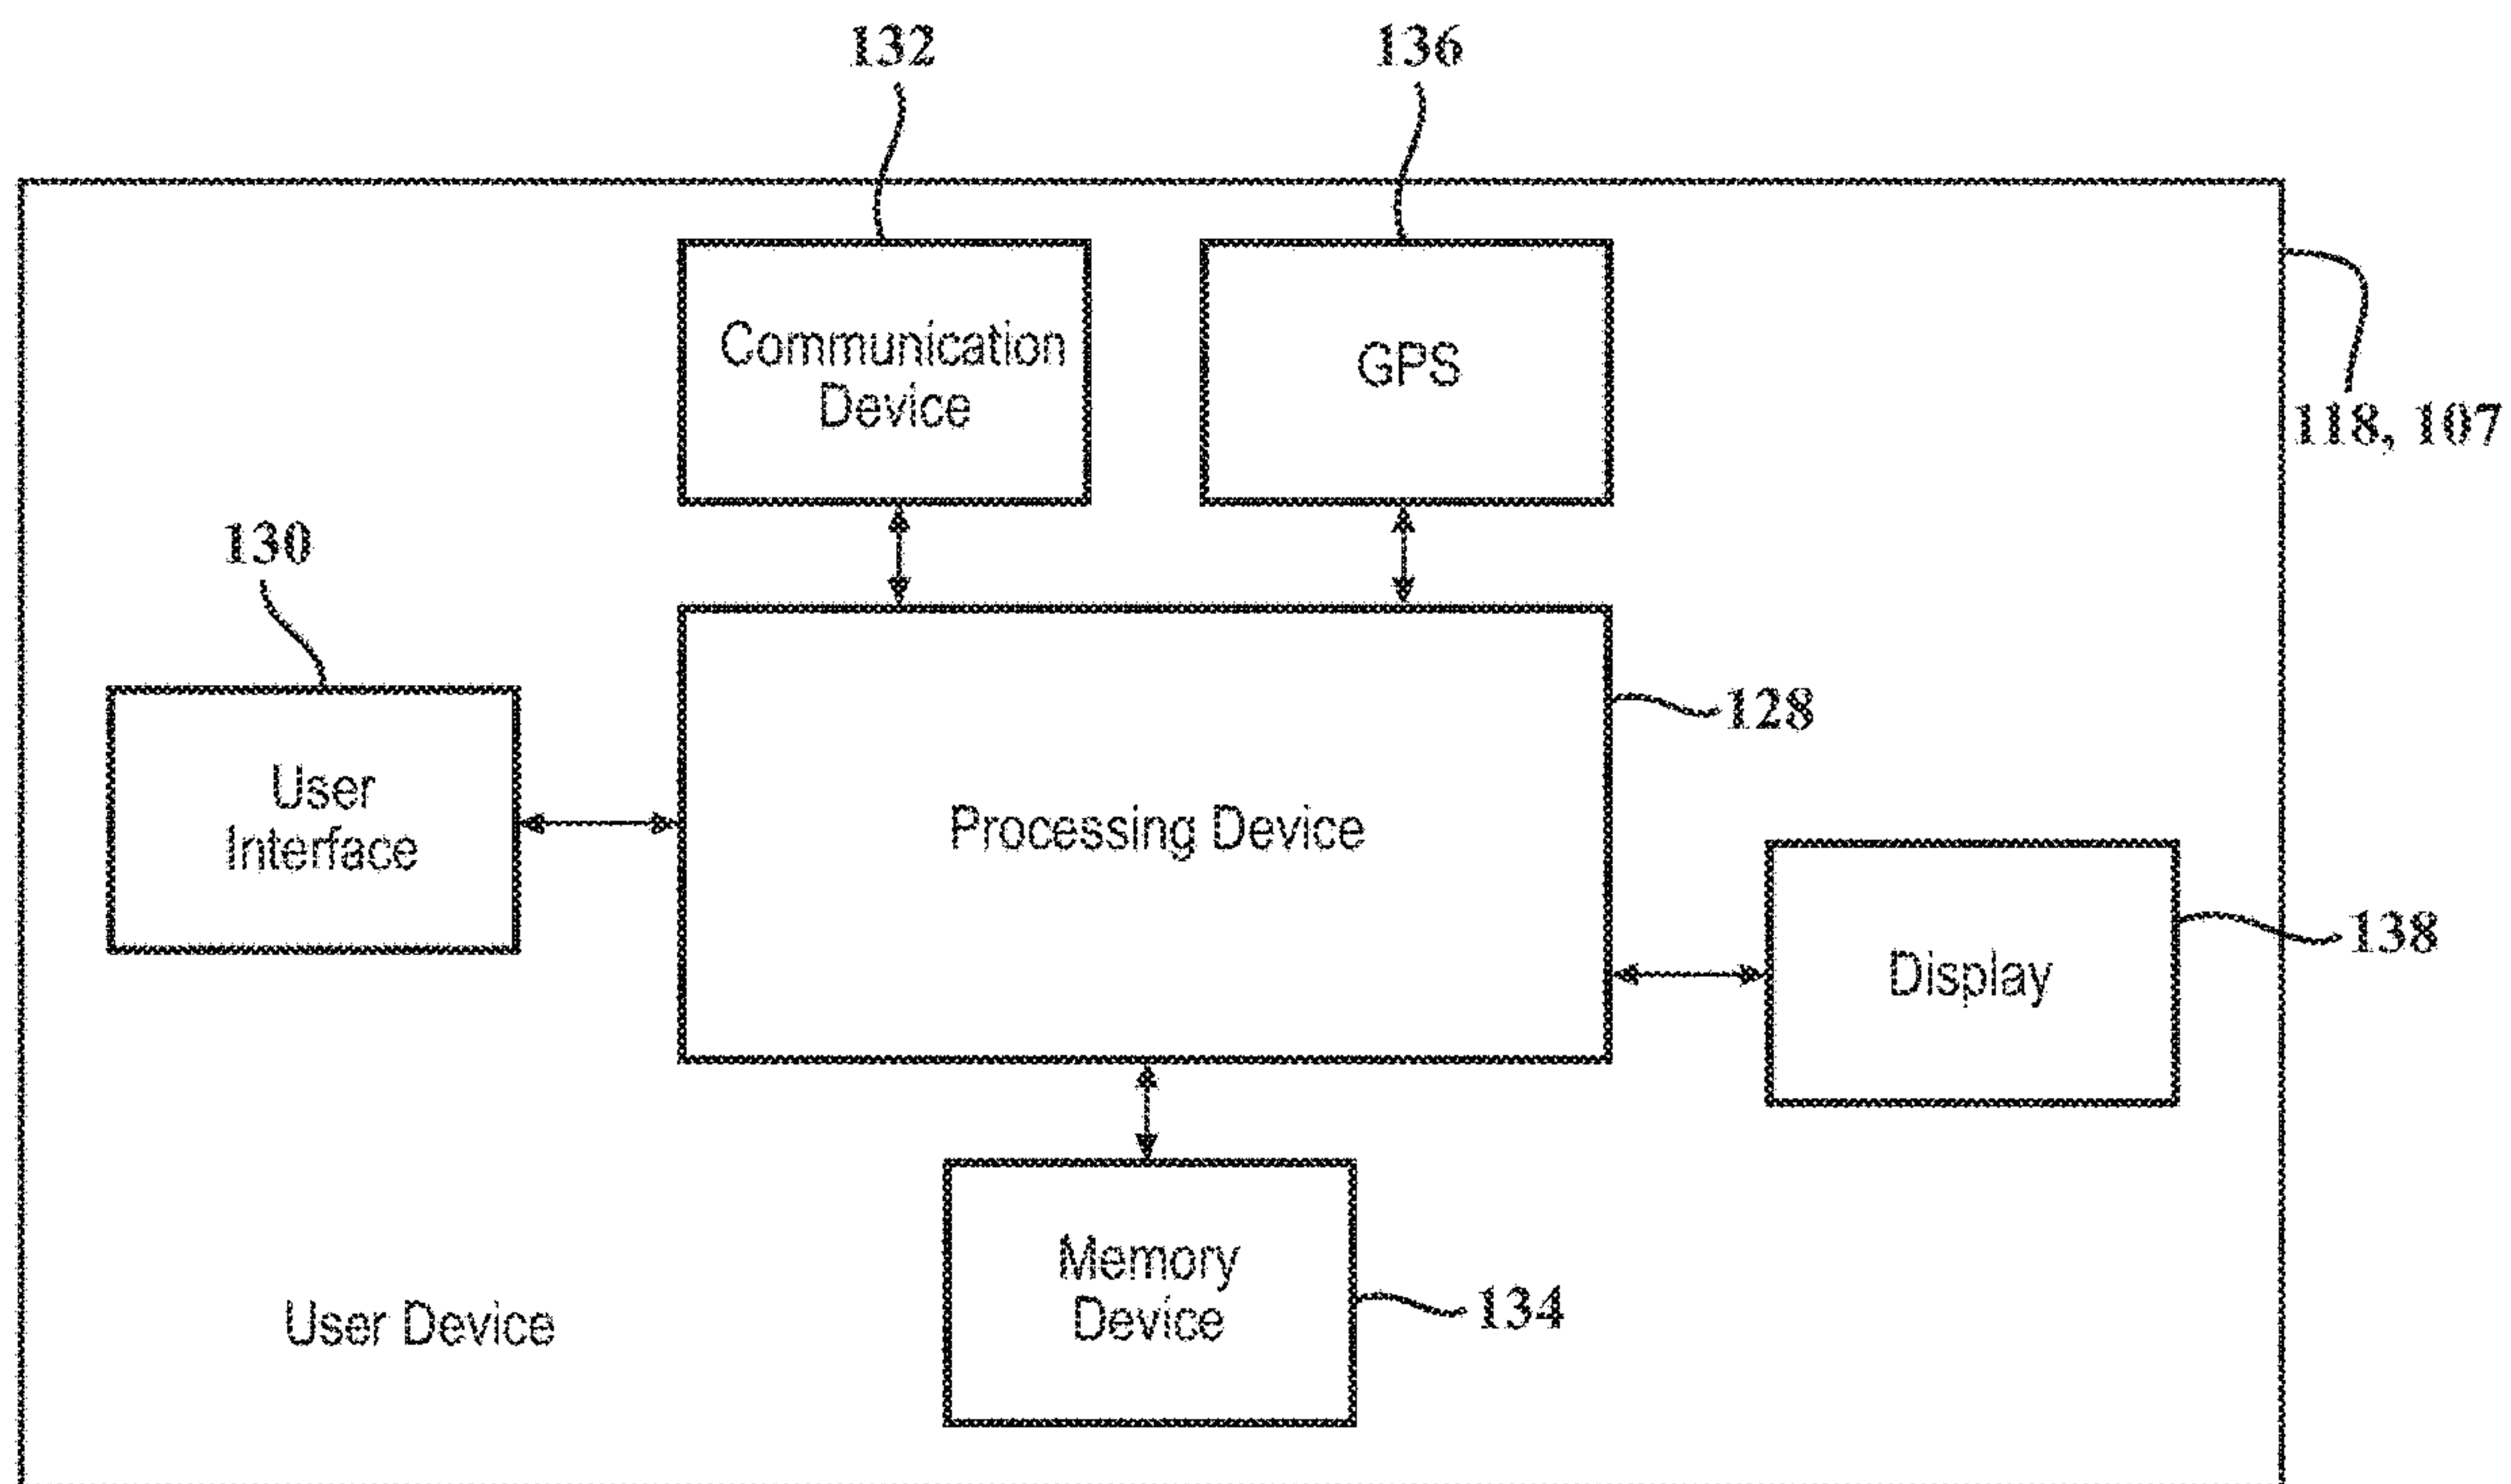 132
136
Communication
Device
GPS
118, 107
130
User
Interface
Processing Device
128
Display
138
Memory
Device
134
User Device